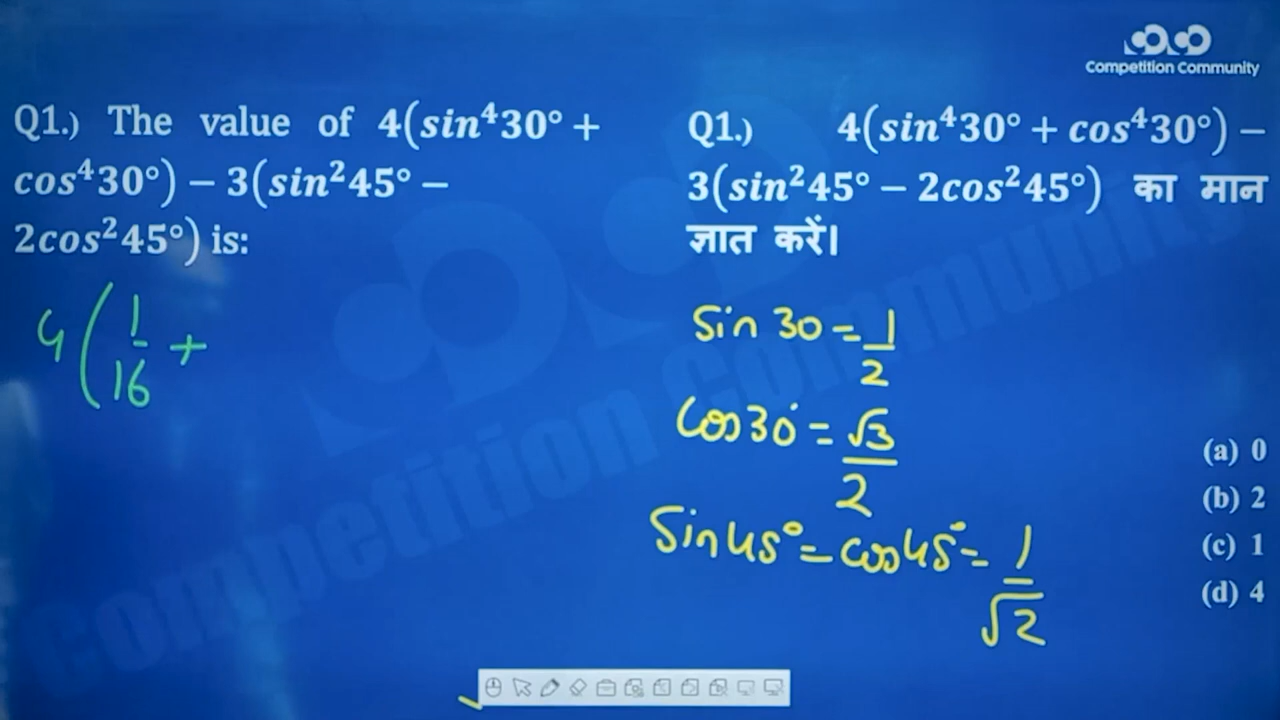 Competition Community
Q1.) The value of 4(sin⁴30° +
cos⁴30°) − 3(sin²45° −
2cos²45°) is:
4 ( 1/16 +
Q1.) 4(sin⁴30° + cos⁴30°) −
3(sin²45° − 2cos²45°) का मान
ज्ञात करें।
Sin 30 = 1/2
Cos 30° = √3/2
Sin 45° = cos 45° = 1/√2
(a) 0
(b) 2
(c) 1
(d) 4
competition community